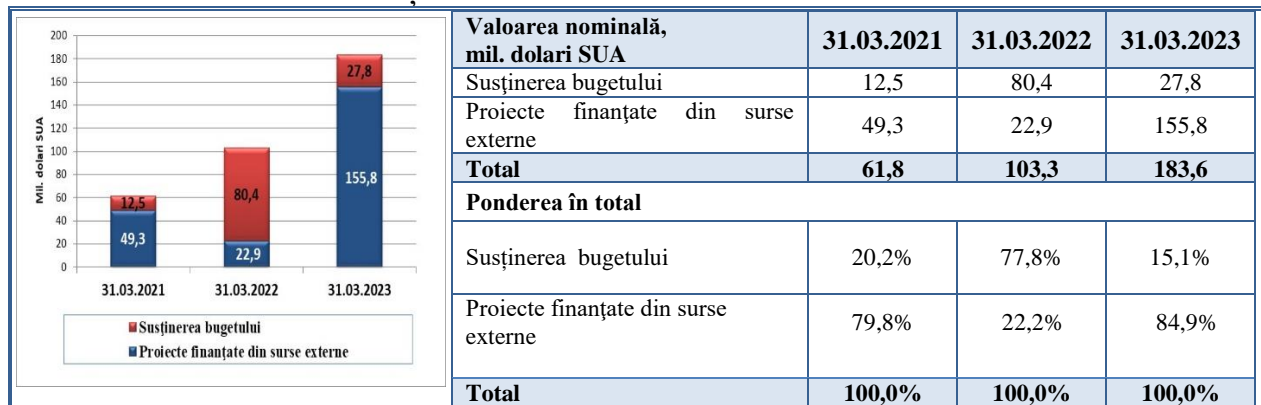 200
180
160
140
120
100
80
60
40
20
0
Mil. dolari SUA
12,5
49,3
80,4
22,9
27,8
155,8
31.03.2021 31.03.2022 31.03.2023
Susţinerea bugetului
Proiecte finanţate din surse externe
Valoarea nominală,
mil. dolari SUA 31.03.2021 31.03.2022 31.03.2023
Susţinerea bugetului 12,5 80,4 27,8
Proiecte finanţate din surse
externe 49,3 22,9 155,8
Total 61,8 103,3 183,6
Ponderea în total
Susținerea bugetului 20,2% 77,8% 15,1%
Proiecte finanţate din surse
externe 79,8% 22,2% 84,9%
Total 100,0% 100,0% 100,0%